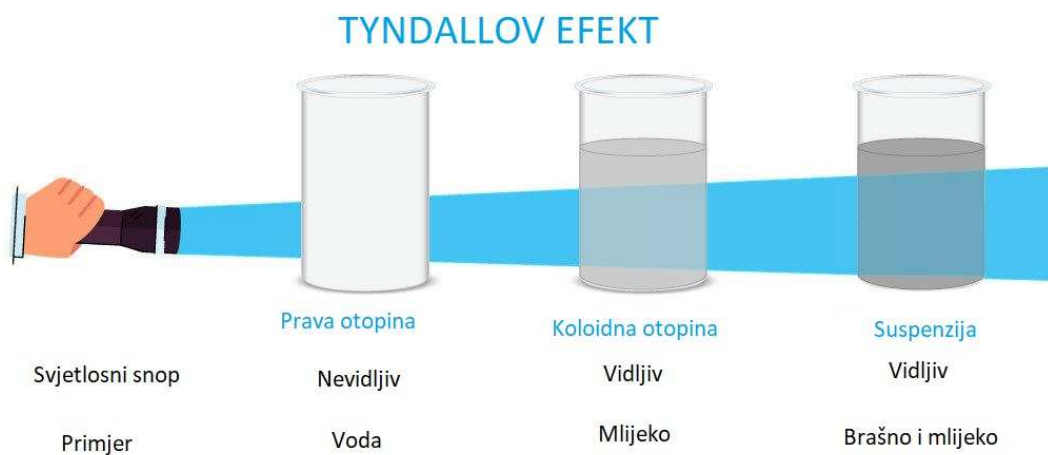 TYNDALLOV EFEKT
Prava otopina
Koloidna otopina
Suspenzija
Svjetlosni snop
Nevidljiv
Vidljiv
Vidljiv
Primjer
Voda
Mlijeko
Brašno i mlijeko